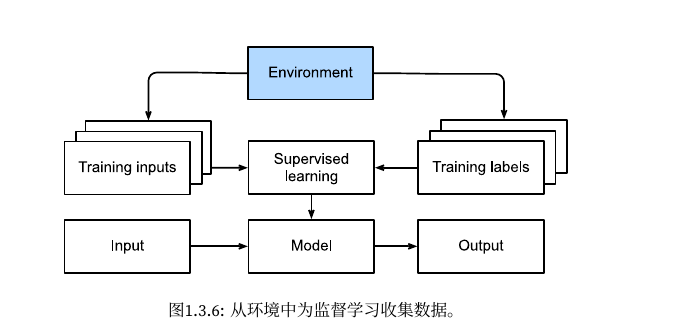 Environment
Training inputs
Supervised
learning
Training labels
Input
Model
Output
图1.3.6: 从环境中为监督学习收集数据。